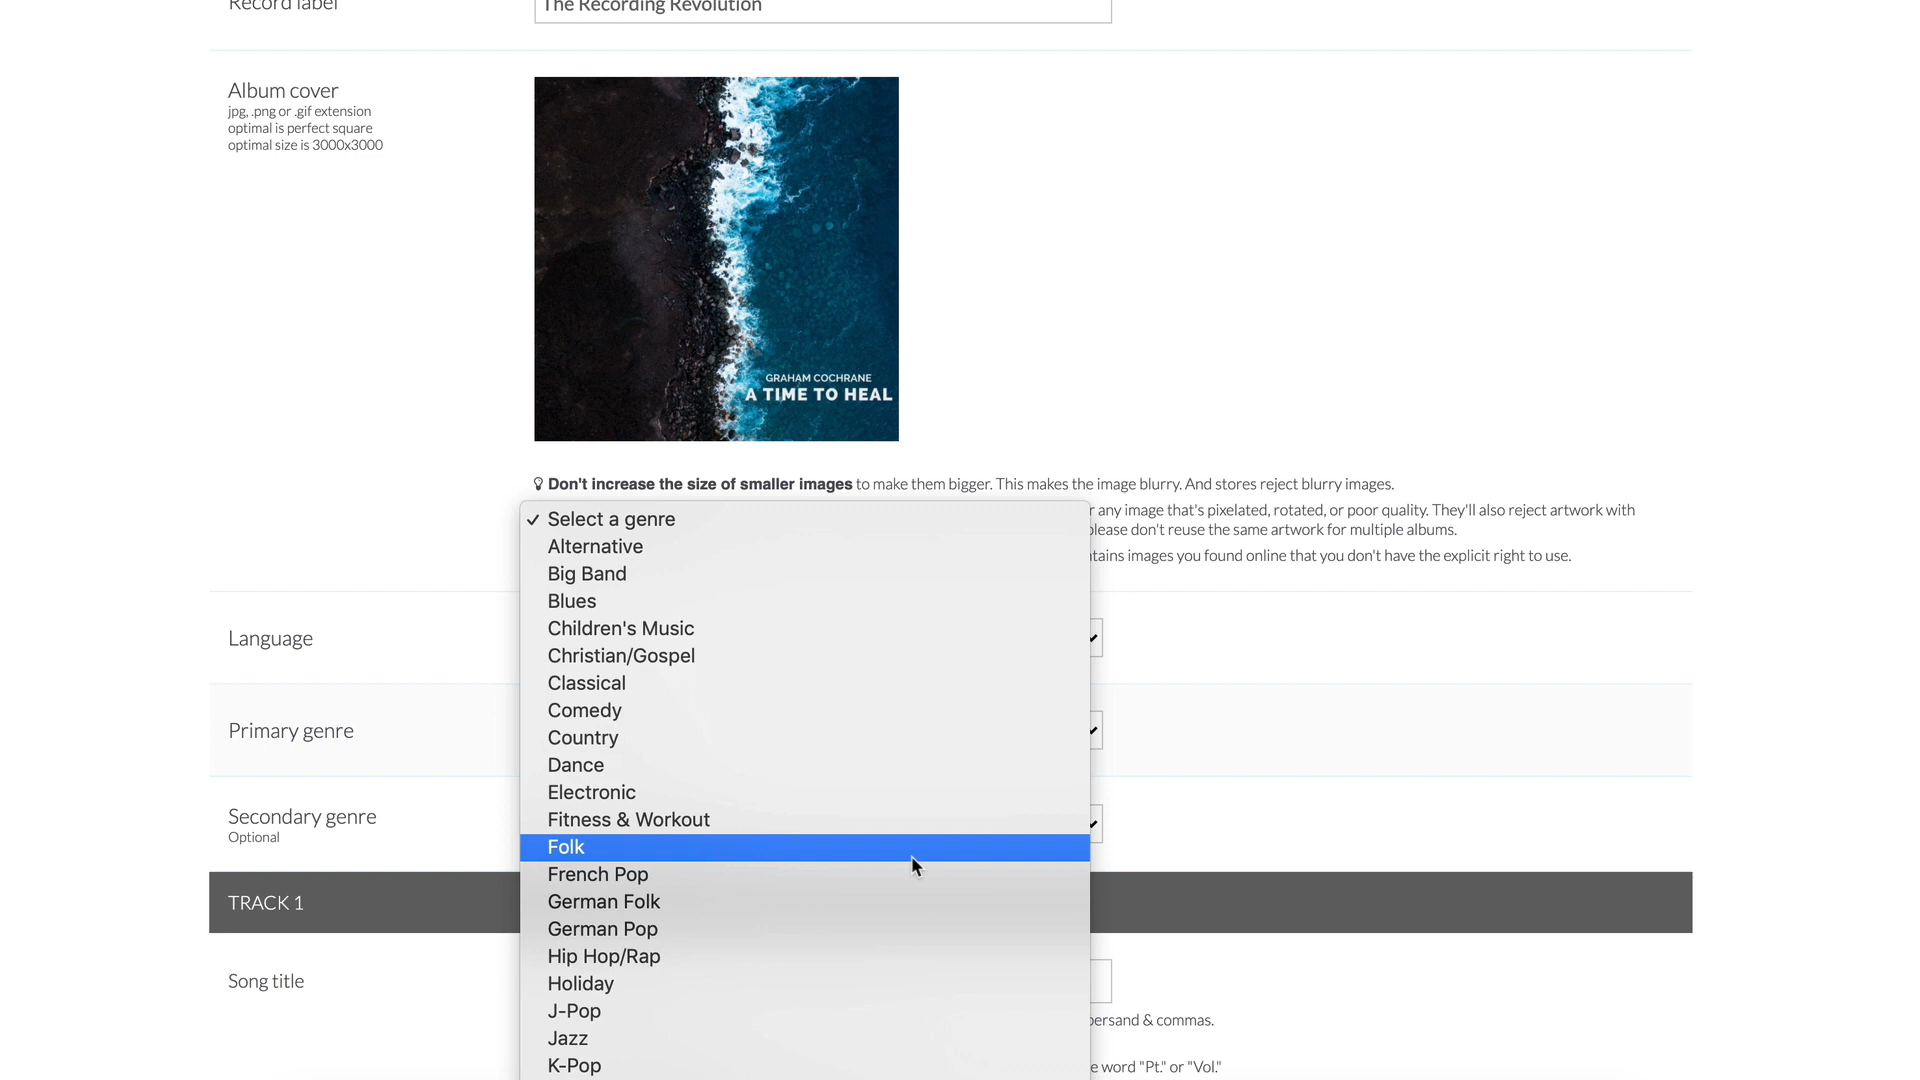 Record label
The Recording Revolution
Album cover
jpg, .png or .gif extension
optimal is perfect square
optimal size is 3000x3000
GRAHAM COCHRANE
A TIME TO HEAL
Don't increase the size of smaller images to make them bigger. This makes the image blurry. And stores reject blurry images.
any image that's pixelated, rotated, or poor quality. They'll also reject artwork with
please don't reuse the same artwork for multiple albums.
images you found online that you don't have the explicit right to use.
Select a genre
Alternative
Big Band
Blues
Children's Music
Christian/Gospel
Classical
Comedy
Country
Dance
Electronic
Fitness & Workout
Folk
French Pop
German Folk
German Pop
Hip Hop/Rap
Holiday
J-Pop
Jazz
K-Pop
Language
Primary genre
Secondary genre
Optional
TRACK 1
Song title
& commas.
word "Pt." or "Vol."